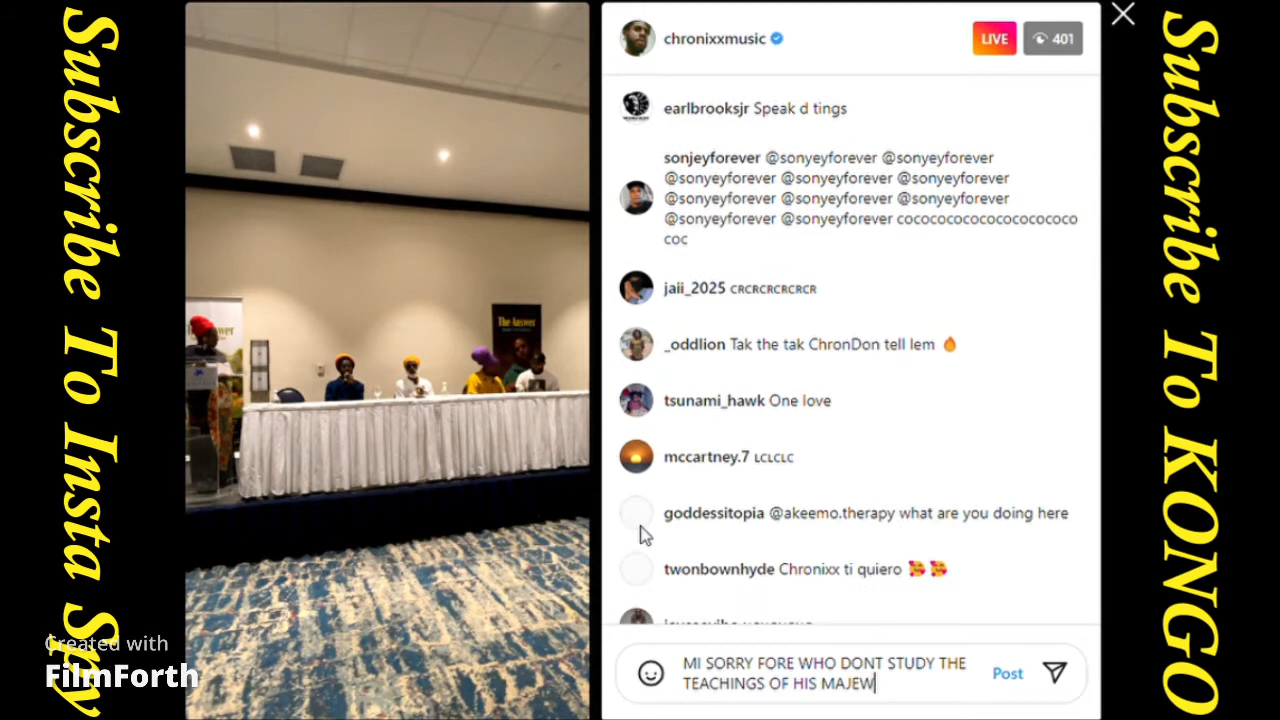 Subscribe To Insta Spy
The Answer
chronixxmusic
LIVE
401
earlbrooksjr Speak d tings
sonjeyforever @sonyeyforever @sonyeyforever
@sonyeyforever @sonyeyforever @sonyeyforever
@sonyeyforever @sonyeyforever @sonyeyforever
@sonyeyforever @sonyeyforever cocococococococococo
coc
jaii_2025 CRCRCRCRCRCR
_oddlion Tak the tak ChronDon tell lem 🔥
tsunami_hawk One love
mccartney.7 LCLCLC
goddessitopia @akeemo.therapy what are you doing here
twonbownhyde Chronixx ti quiero 🥰 🥰
MI SORRY FORE WHO DONT STUDY THE
TEACHINGS OF HIS MAJEW
Post
Subscribe To KONGO
Created with
FilmForth